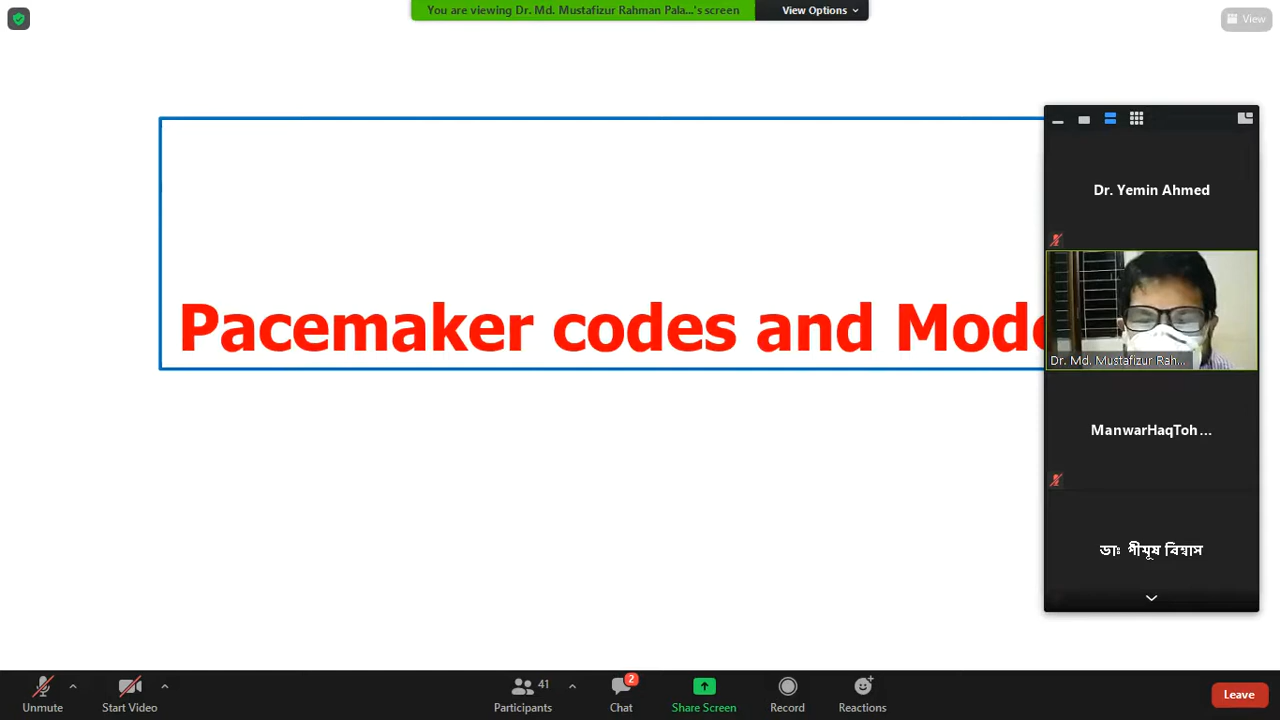 You are viewing Dr. Md. Mustafizur Rahman Pala...'s screen
View Options
View
Dr. Yemin Ahmed
Pacemaker codes and Mode
Dr. Md. Mustafizur Rah...
ManwarHaqToh...
ডাঃ পীযূষ বিশ্বাস
Unmute
Start Video
41
Participants
2
Chat
Share Screen
Record
Reactions
Leave